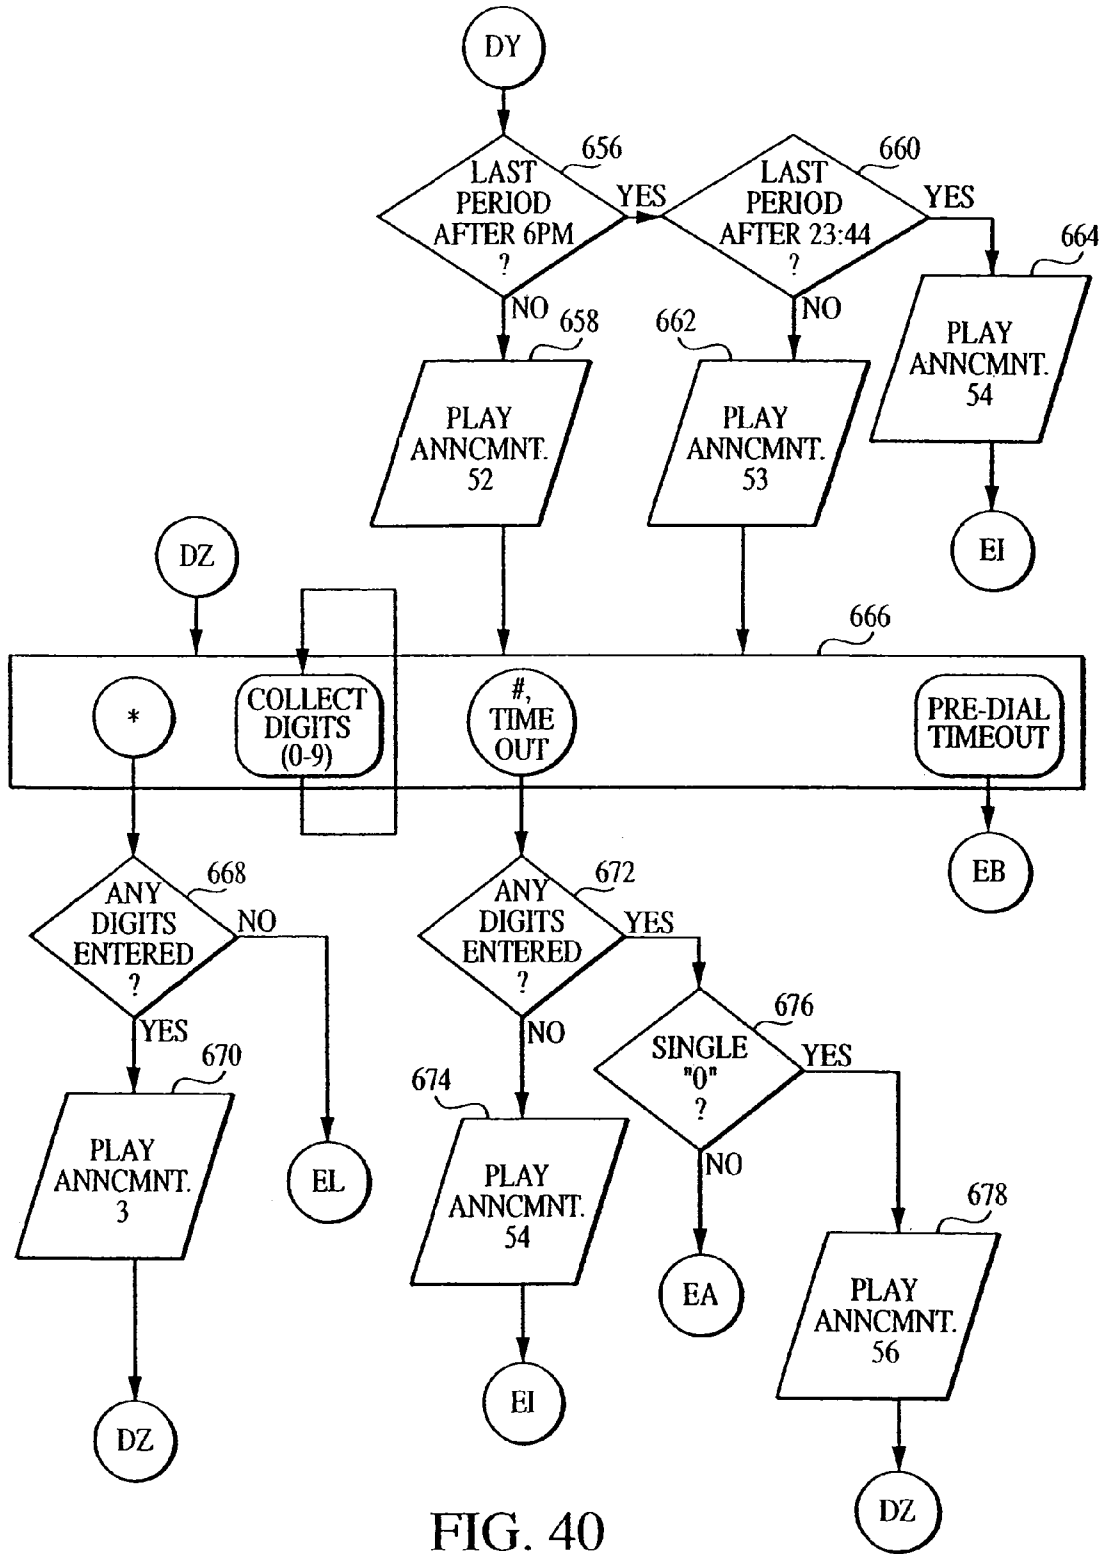 DY
656
LAST
PERIOD
AFTER 6PM
?
YES
NO
660
LAST
PERIOD
AFTER 23:44
?
YES
NO
664
PLAY
ANNCMNT.
54
EI
658
PLAY
ANNCMNT.
52
662
PLAY
ANNCMNT.
53
DZ
666
*
COLLECT
DIGITS
(0-9)
#,
TIME
OUT
PRE-DIAL
TIMEOUT
EB
668
ANY
DIGITS
ENTERED
?
NO
YES
EL
670
PLAY
ANNCMNT.
3
DZ
672
ANY
DIGITS
ENTERED
?
YES
NO
674
PLAY
ANNCMNT.
54
EI
676
SINGLE
"0"
?
YES
NO
EA
678
PLAY
ANNCMNT.
56
DZ
FIG. 40